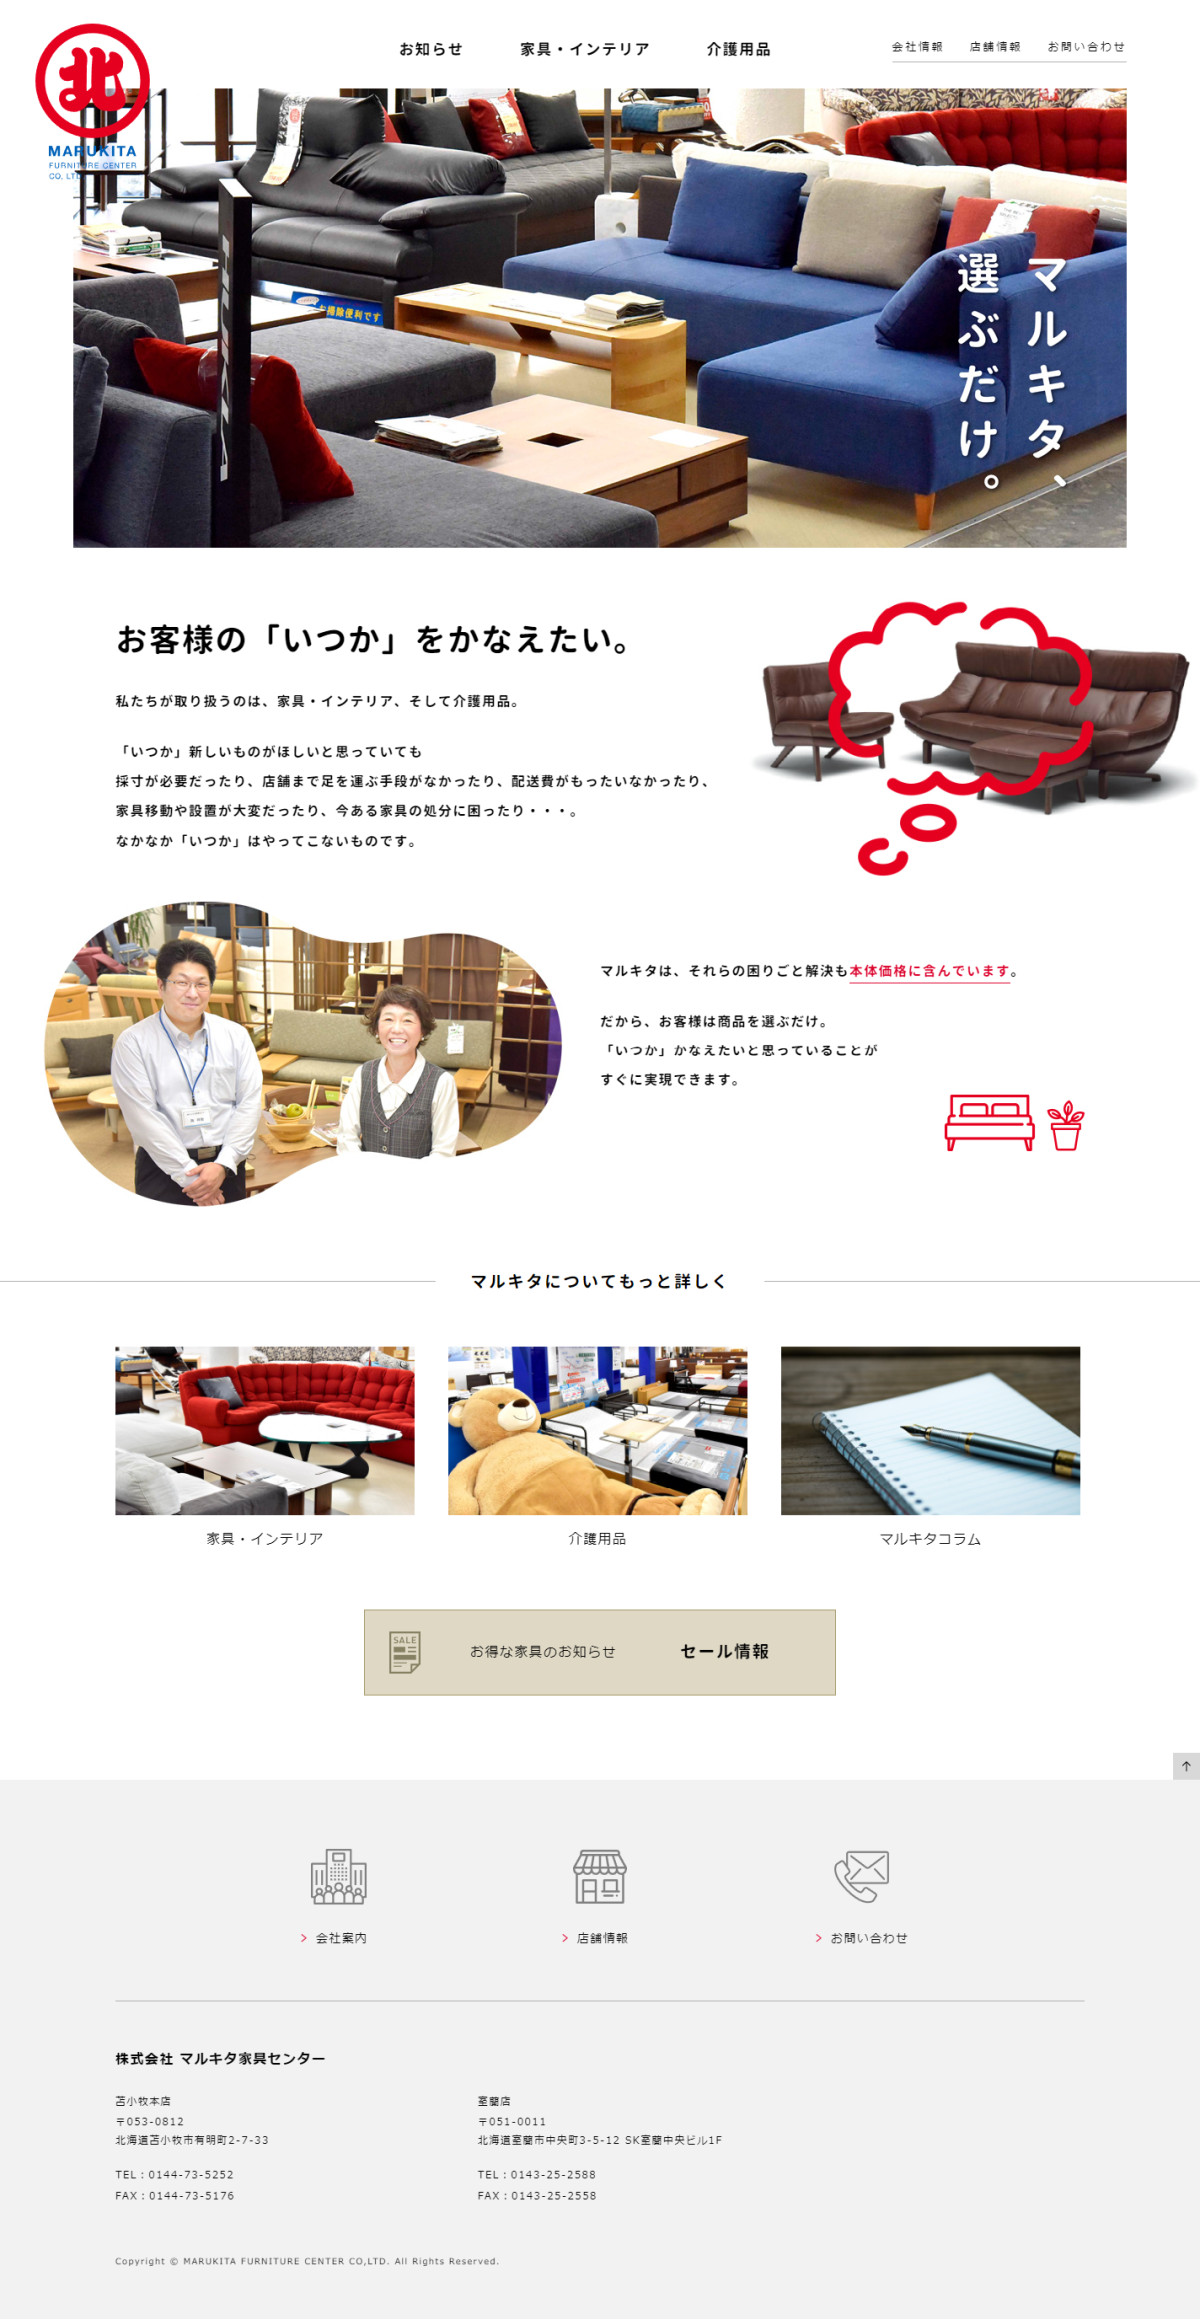 北
MARUKITA
FURNITURE CENTER
CO. LTD
お知らせ
家具・インテリア
介護用品
会社情報
店舗情報
お問い合わせ
お掃除便利です
マルキタ、
選ぶだけ。
お客様の「いつか」をかなえたい。
私たちが取り扱うのは、家具・インテリア、そして介護用品。
「いつか」新しいものがほしいと思っていても
採寸が必要だったり、店舗まで足を運ぶ手段がなかったり、配送費がもったいなかったり、
家具移動や設置が大変だったり、今ある家具の処分に困ったり・・・。
なかなか「いつか」はやってこないものです。
マルキタは、それらの困りごと解決も本体価格に含んでいます。
だから、お客様は商品を選ぶだけ。
「いつか」かなえたいと思っていることが
すぐに実現できます。
マルキタについてもっと詳しく
家具・インテリア
介護用品
マルキタコラム
SALE
お得な家具のお知らせ
セール情報
会社案内
店舗情報
お問い合わせ
株式会社 マルキタ家具センター
苫小牧本店
〒053-0812
北海道苫小牧市有明町2-7-33
TEL：0144-73-5252
FAX：0144-73-5176
室蘭店
〒051-0011
北海道室蘭市中央町3-5-12 SK室蘭中央ビル1F
TEL：0143-25-2588
FAX：0143-25-2558
Copyright © MARUKITA FURNITURE CENTER CO,LTD. All Rights Reserved.